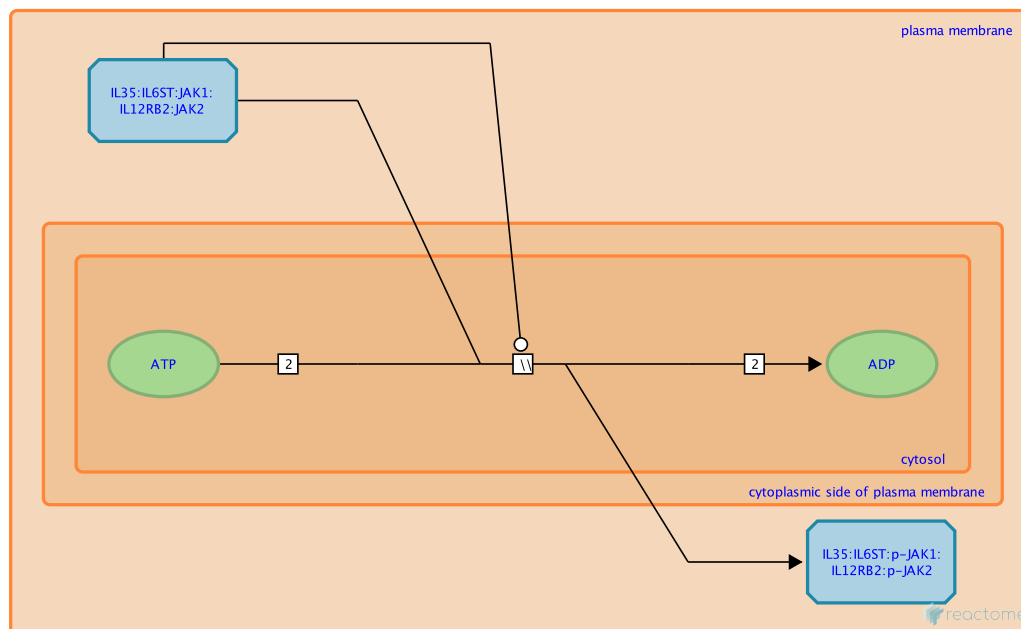 plasma membrane
IL35:IL6ST:JAK1:
IL12RB2:JAK2
ATP
2
\\
2
ADP
cytosol
cytoplasmic side of plasma membrane
IL35:IL6ST:p-JAK1:
IL12RB2:p-JAK2
reactome